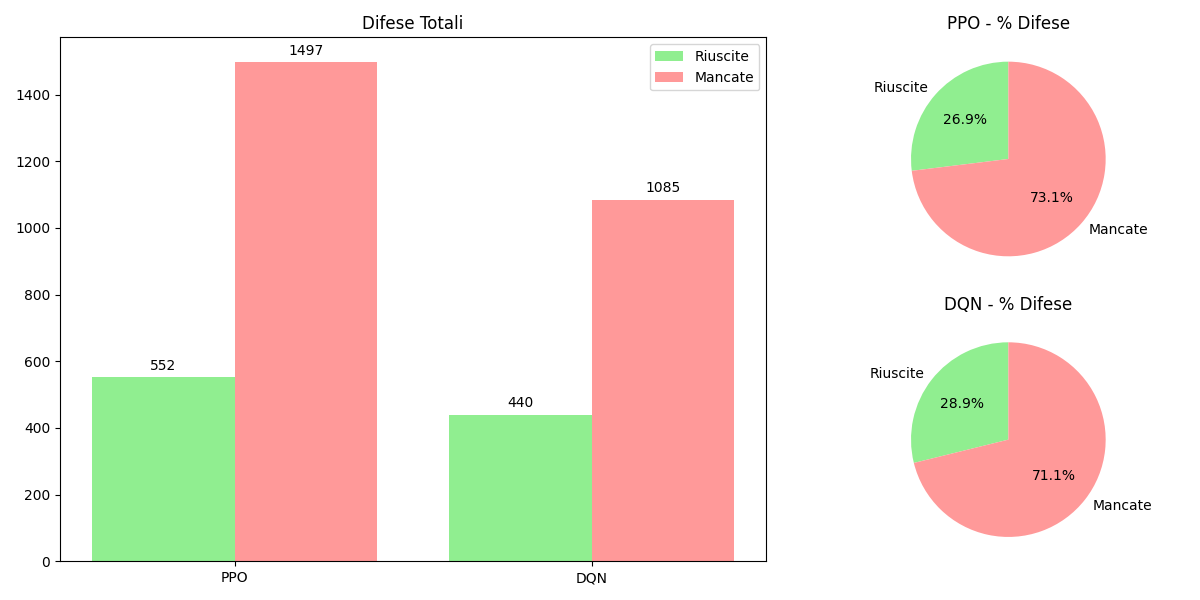 Difese Totali
1497
1085
552
440
Riuscite
Mancate
1400
1200
1000
800
600
400
200
0
PPO
DQN
PPO - % Difese
Riuscite
26.9%
73.1%
Mancate
DQN - % Difese
Riuscite
28.9%
71.1%
Mancate